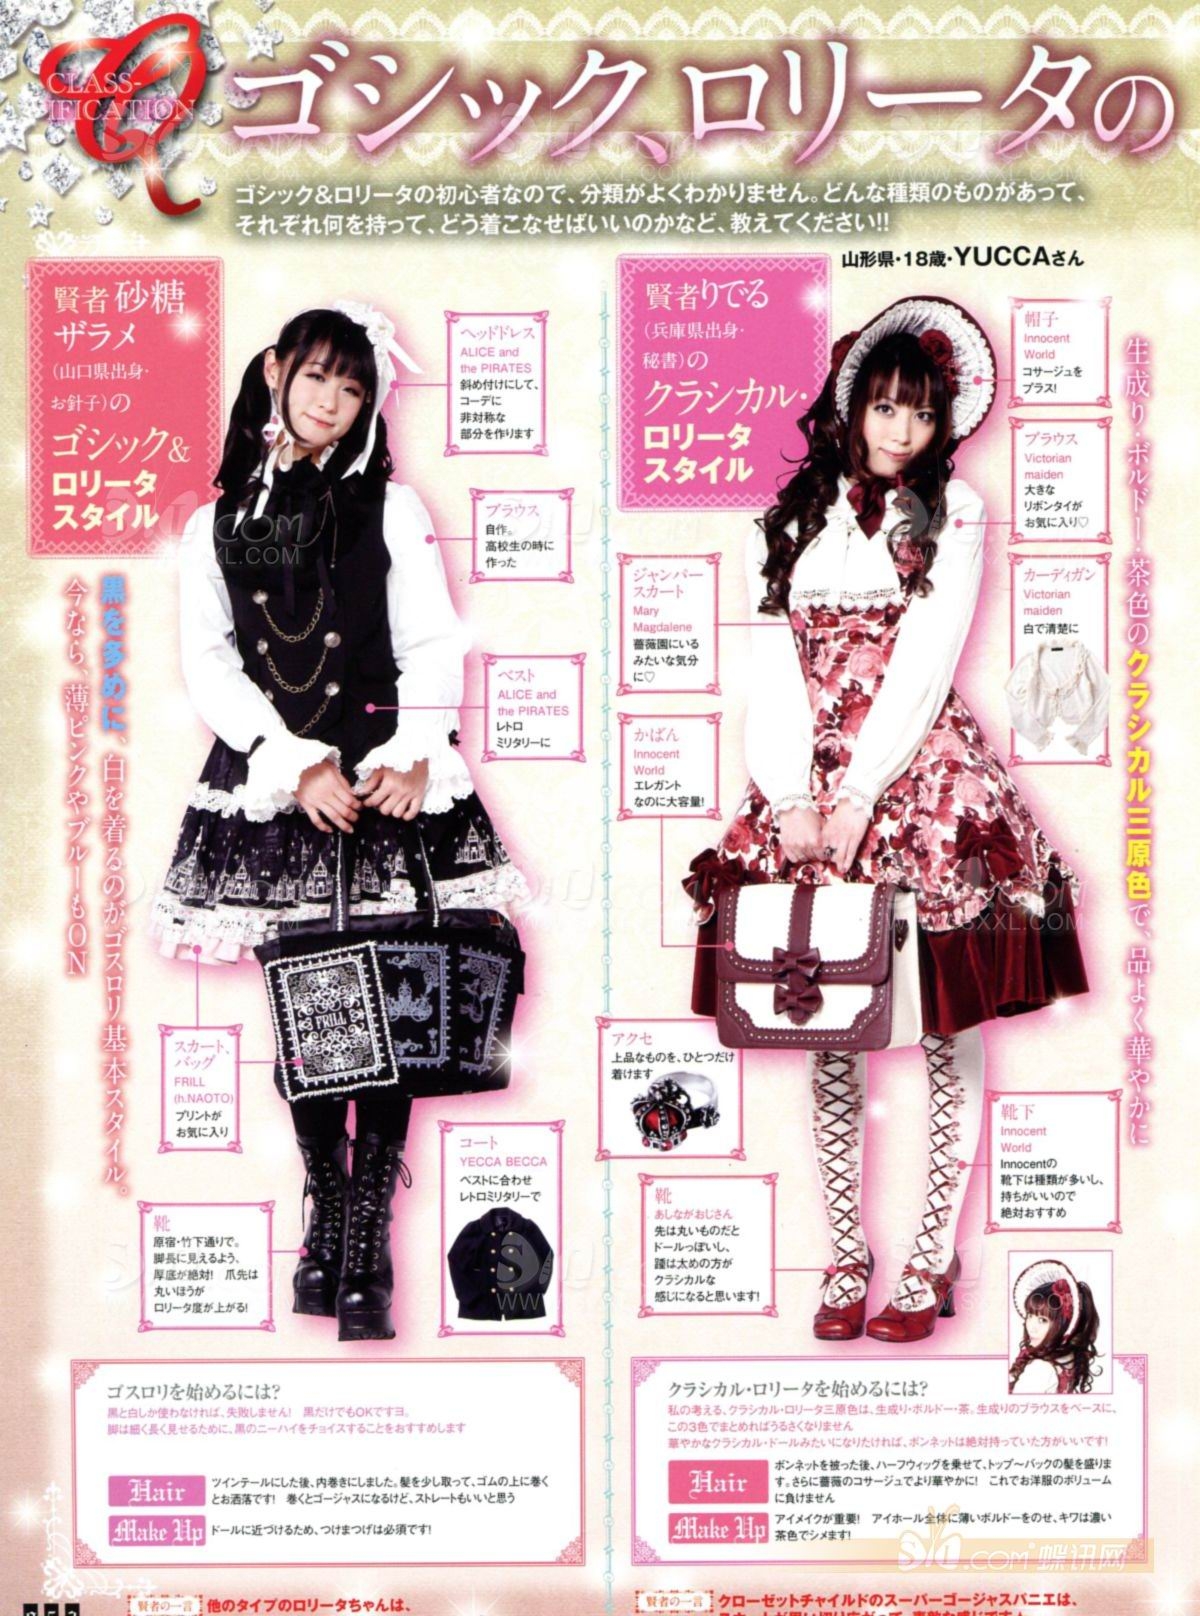 CLASS-
IFICATION
Q
ゴシック、ロリータの
ゴシック&ロリータの初心者なので、分類がよくわかりません。どんな種類のものがあって、
それぞれ何を持って、どう着こなせばいいのかなど、教えてください!!
山形県・18歳・YUCCAさん
賢者 砂糖
ザラメ
(山口県出身・
お針子)の
ゴシック&
ロリータ
スタイル
黒を多めに、白を着るのがゴスロリ基本スタイル。
今なら、薄ピンクやブルーもON
ヘッドドレス
ALICE and
the PIRATES
斜め付けにして、
コーデに
非対称な
部分を作ります
ブラウス
自作。
高校生の時に
作った
ベスト
ALICE and
the PIRATES
レトロ
ミリタリーに
スカート、
バッグ
FRILL
(h.NAOTO)
プリントが
お気に入り
FRILL
コート
YECCA BECCA
ベストに合わせ
レトロミリタリーで
靴
原宿・竹下通りで。
脚長に見えるよう。
厚底が絶対! 爪先は
丸いほうが
ロリータ度が上がる!
ゴスロリを始めるには?
黒と白しか使わなければ、失敗しません! 黒だけでもOKですヨ。
脚は細く長く見せるために、黒のニーハイをチョイスすることをおすすめします
Hair
ツインテールにした後、内巻きにしました。髪を少し取って、ゴムの上に巻く
とお洒落です! 巻くとゴージャスになるけど、ストレートもいいと思う
Make Up
ドールに近づけるため、つけまつげは必須です!
賢者の一言
他のタイプのロリータちゃんは、
賢者りでる
(兵庫県出身・
秘書)の
クラシカル・
ロリータ
スタイル
生成り・ボルドー・茶色のクラシカル三原色で、品よく華やかに
帽子
Innocent
World
コサージュを
プラス!
ブラウス
Victorian
maiden
大きな
リボンタイが
お気に入り♡
カーディガン
Victorian
maiden
白で清楚に
ジャンパー
スカート
Mary
Magdalene
薔薇園にいる
みたいな気分
に♡
かばん
Innocent
World
エレガント
なのに大容量!
アクセ
上品なものを、ひとつだけ
着けます
靴下
Innocent
World
Innocentの
靴下は種類が多いし、
持ちがいいので
絶対おすすめ
靴
あしながおじさん
先は丸いものだと
ドールっぽいし、
踵は太めの方が
クラシカルな
感じになると思います!
クラシカル・ロリータを始めるには?
私の考える、クラシカル・ロリータ三原色は、生成り・ボルドー・茶。生成りのブラウスをベースに、
この3色でまとめればうるさくなりません
華やかなクラシカル・ドールみたいになりたければ、ボンネットは絶対持っていた方がいいです!
Hair
ボンネットを被った後、ハーフウィッグを乗せて、トップ〜バックの髪を盛りま
す。さらに薔薇のコサージュでより華やかに! これでお洋服のボリューム
に負けません
Make Up
アイメイクが重要! アイホール全体に薄いボルドーをのせ、キワは濃い
茶色でシメます!
賢者の一言
クローゼットチャイルドのスーパーゴージャスパニエは、
.com 蝶讯网